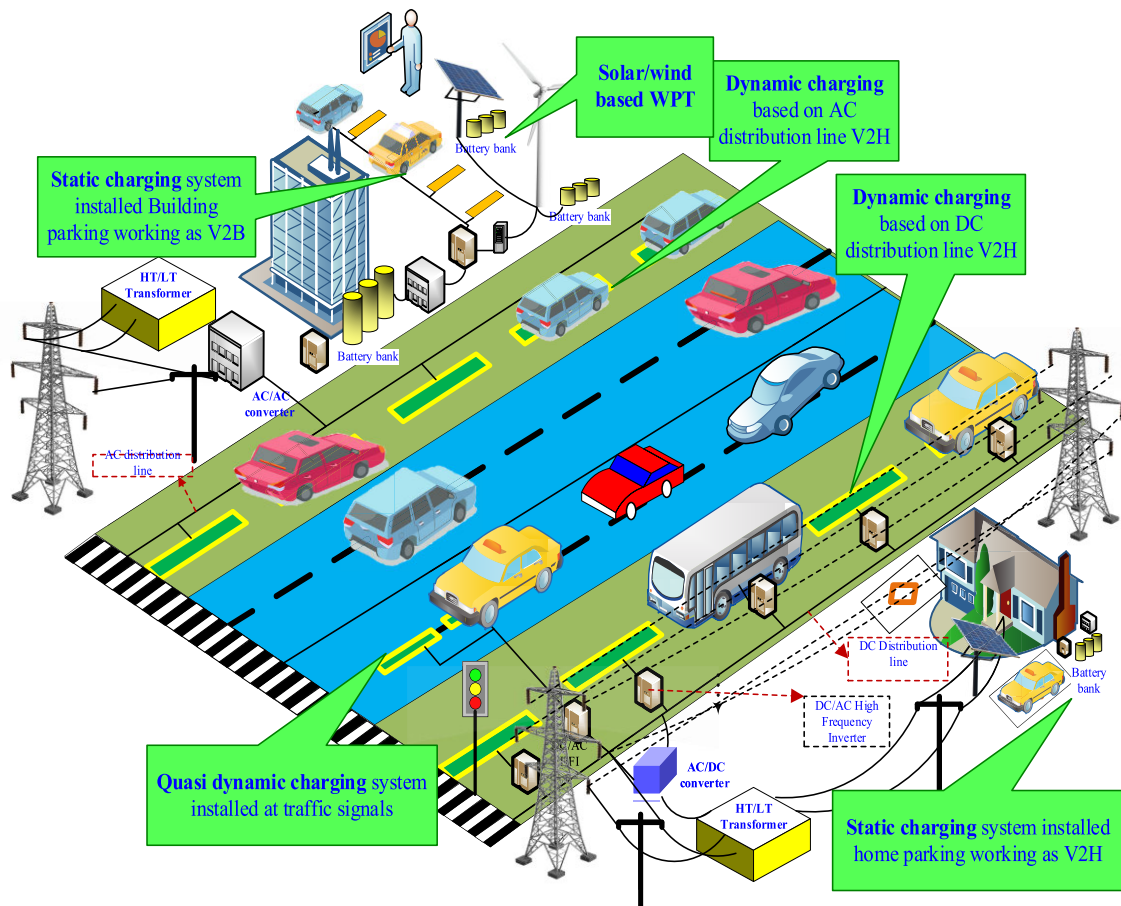 Solar/wind
based WPT
Dynamic charging
based on AC
distribution line V2H
Battery bank
Static charging system
installed Building
parking working as V2B
Dynamic charging
based on DC
distribution line V2H
Battery bank
HT/LT
Transformer
Battery bank
AC/AC
converter
AC distribution
line
DC Distribution
line
Battery
bank
DC/AC High
Frequency
Inverter
Quasi dynamic charging system
installed at traffic signals
AC/DC
converter
HT/LT
Transformer
Static charging system installed
home parking working as V2H